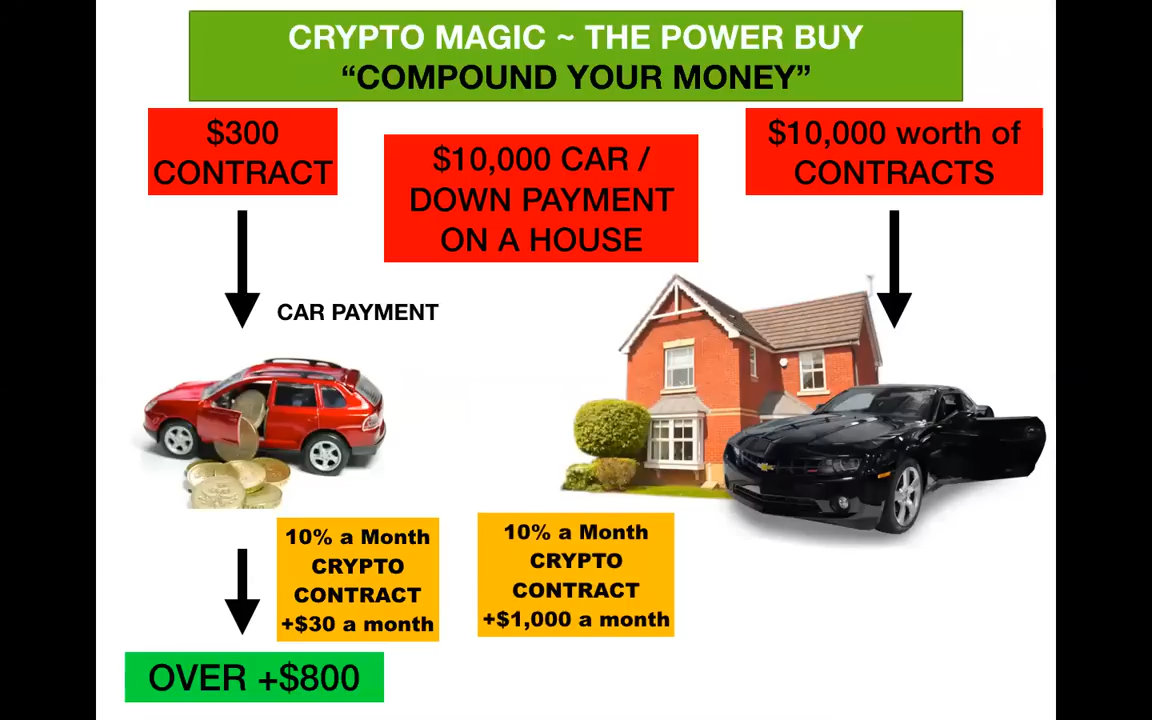 CRYPTO MAGIC ~ THE POWER BUY
“COMPOUND YOUR MONEY”
$300
CONTRACT
$10,000 CAR /
DOWN PAYMENT
ON A HOUSE
$10,000 worth of
CONTRACTS
CAR PAYMENT
10% a Month
CRYPTO
CONTRACT
+$30 a month
10% a Month
CRYPTO
CONTRACT
+$1,000 a month
OVER +$800